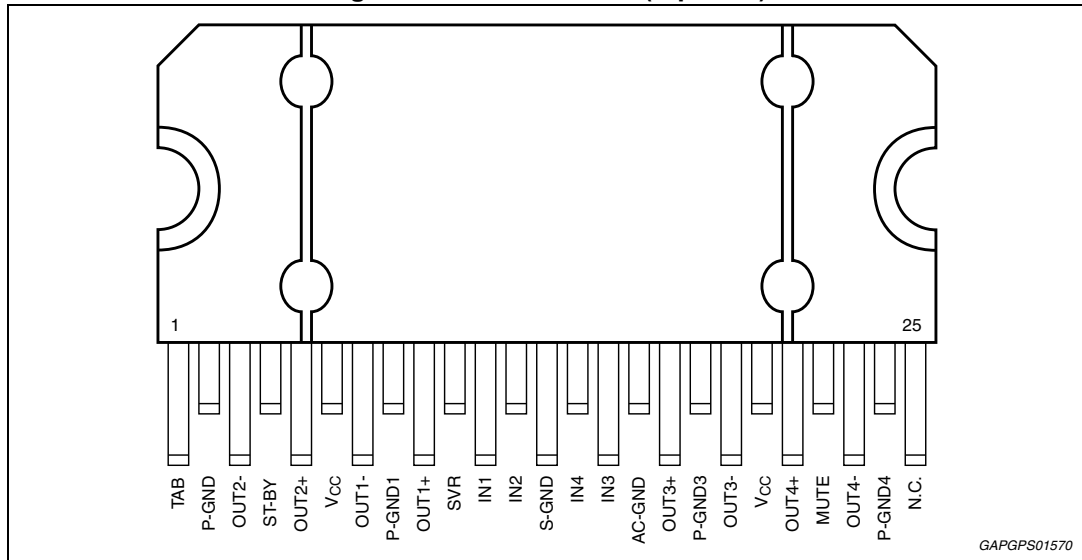 1
25
TAB
P-GND
OUT2-
ST-BY
OUT2+
VCC
OUT1-
P-GND1
OUT1+
SVR
IN1
IN2
S-GND
IN4
IN3
AC-GND
OUT3+
P-GND3
OUT3-
VCC
OUT4+
MUTE
OUT4-
P-GND4
N.C.
GAPGPS01570